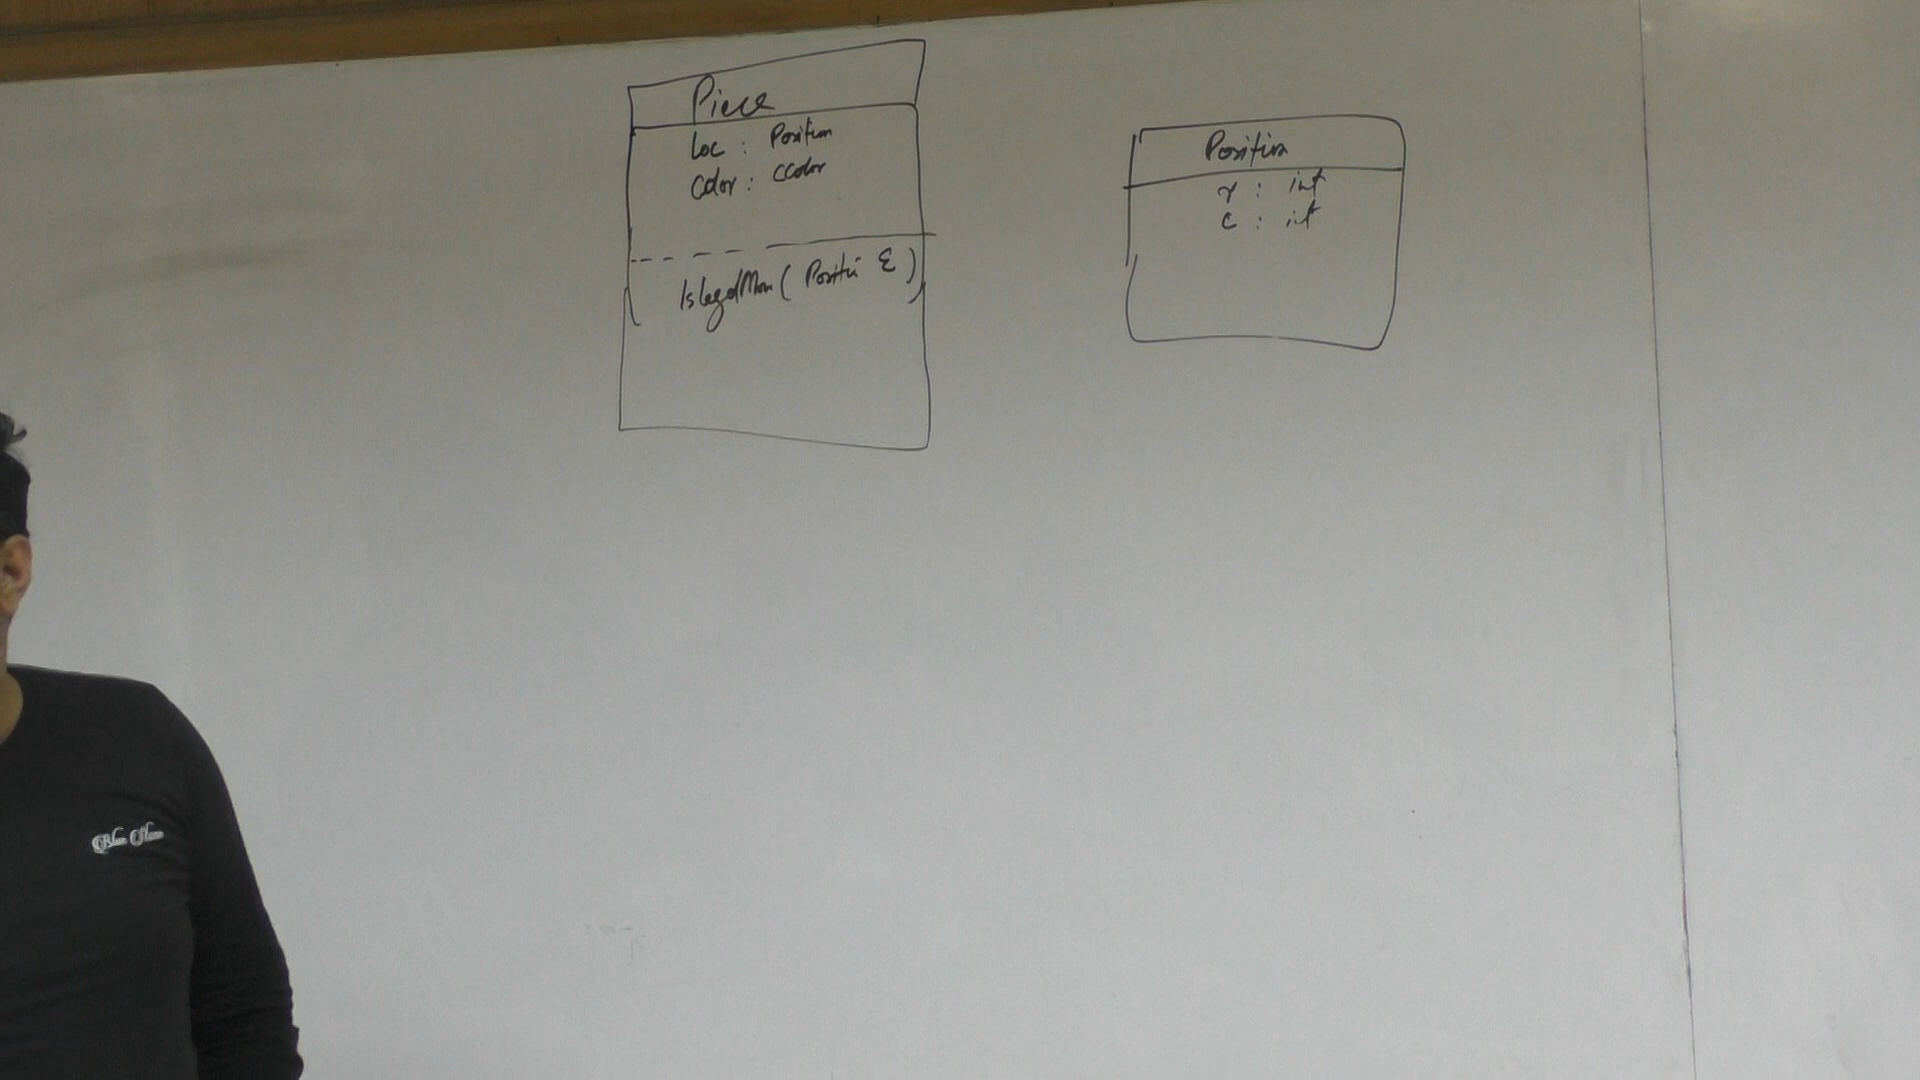 Piece
Loc : Position
Color : CColor
IsLegalMove ( Position E )
Position
r : int
c : int